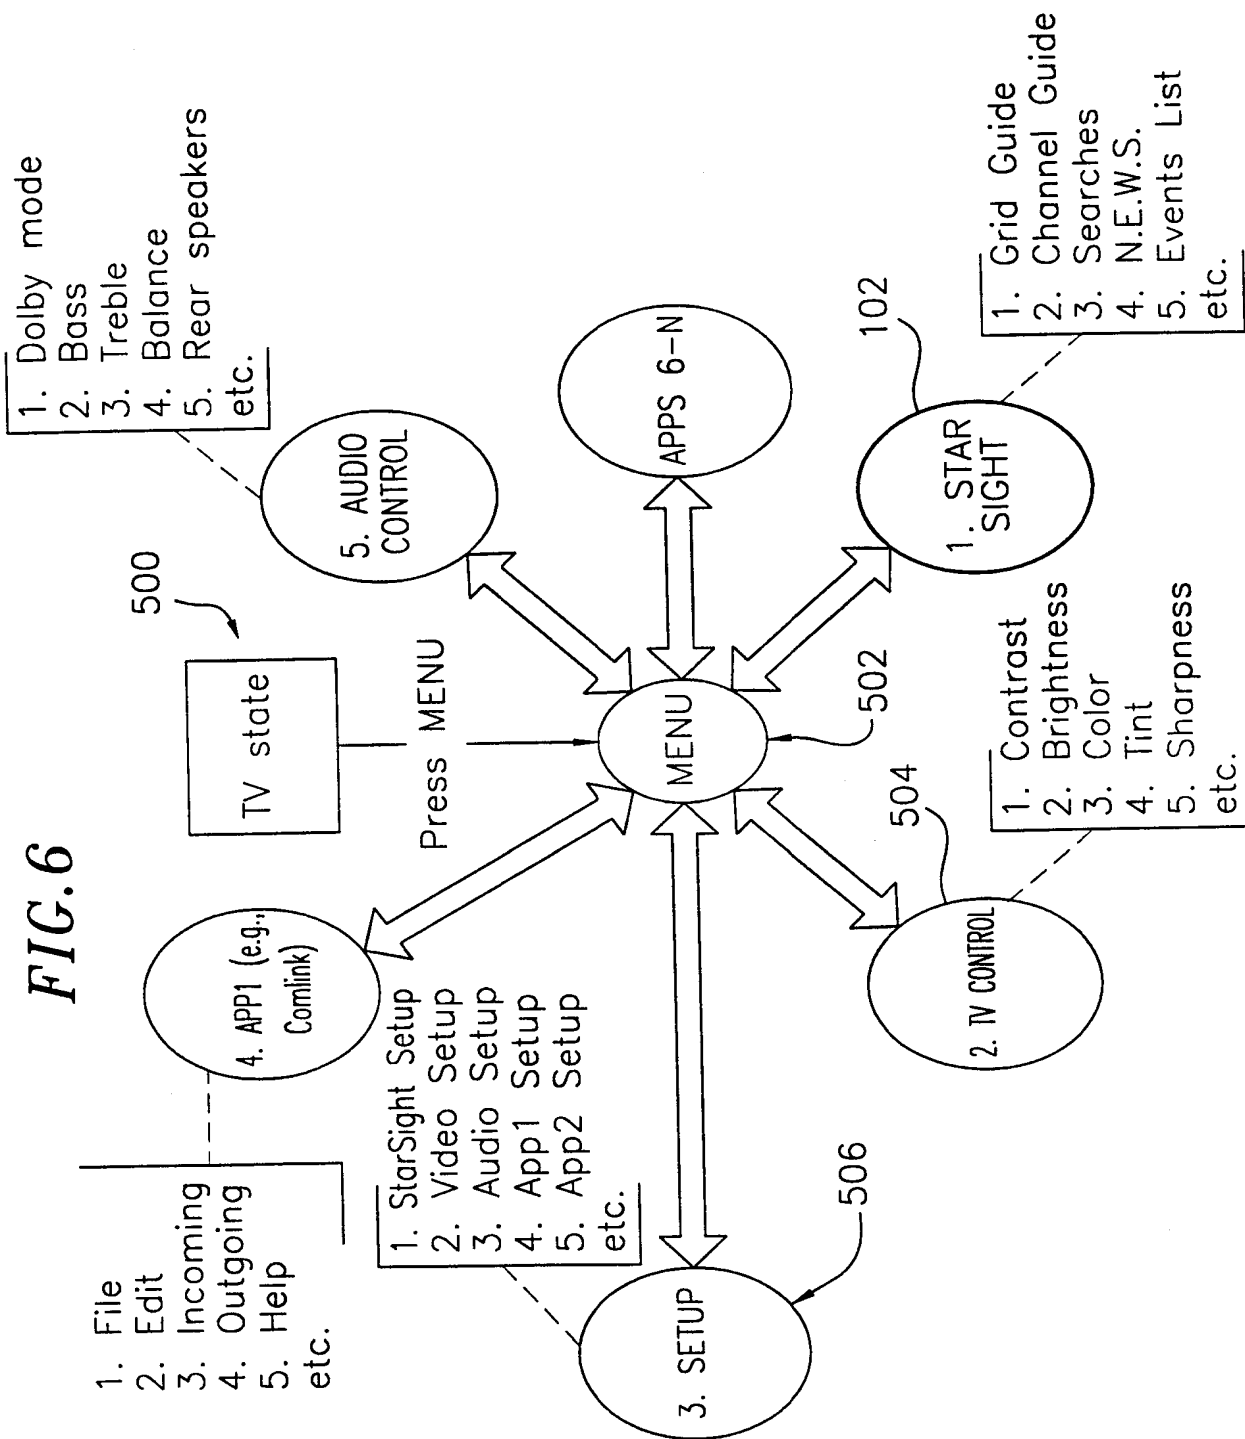 FIG.6
1. File
2. Edit
3. Incoming
4. Outgoing
5. Help
etc.
4. APP1 (e.g.,
Comlink)
TV state
500
Press MENU
1. Dolby mode
2. Bass
3. Treble
4. Balance
5. Rear speakers
etc.
5. AUDIO
CONTROL
1. StarSight Setup
2. Video Setup
3. Audio Setup
4. App1 Setup
5. App2 Setup
etc.
3. SETUP
506
MENU
502
APPS 6-N
2. TV CONTROL
504
1. Contrast
2. Brightness
3. Color
4. Tint
5. Sharpness
etc.
1. STAR
SIGHT
102
1. Grid Guide
2. Channel Guide
3. Searches
4. N.E.W.S.
5. Events List
etc.